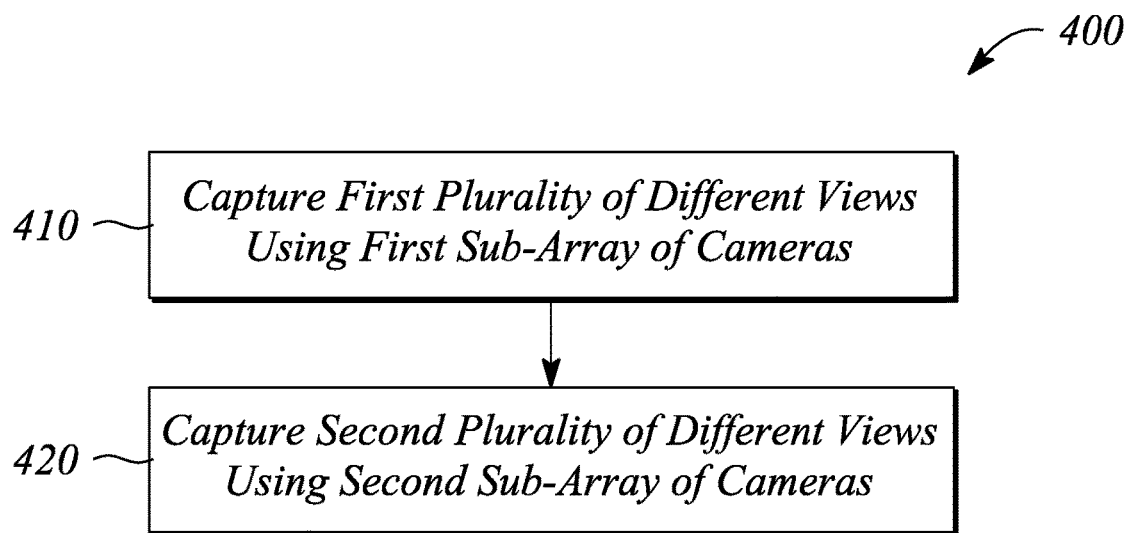 400
410
Capture First Plurality of Different Views
Using First Sub-Array of Cameras
420
Capture Second Plurality of Different Views
Using Second Sub-Array of Cameras